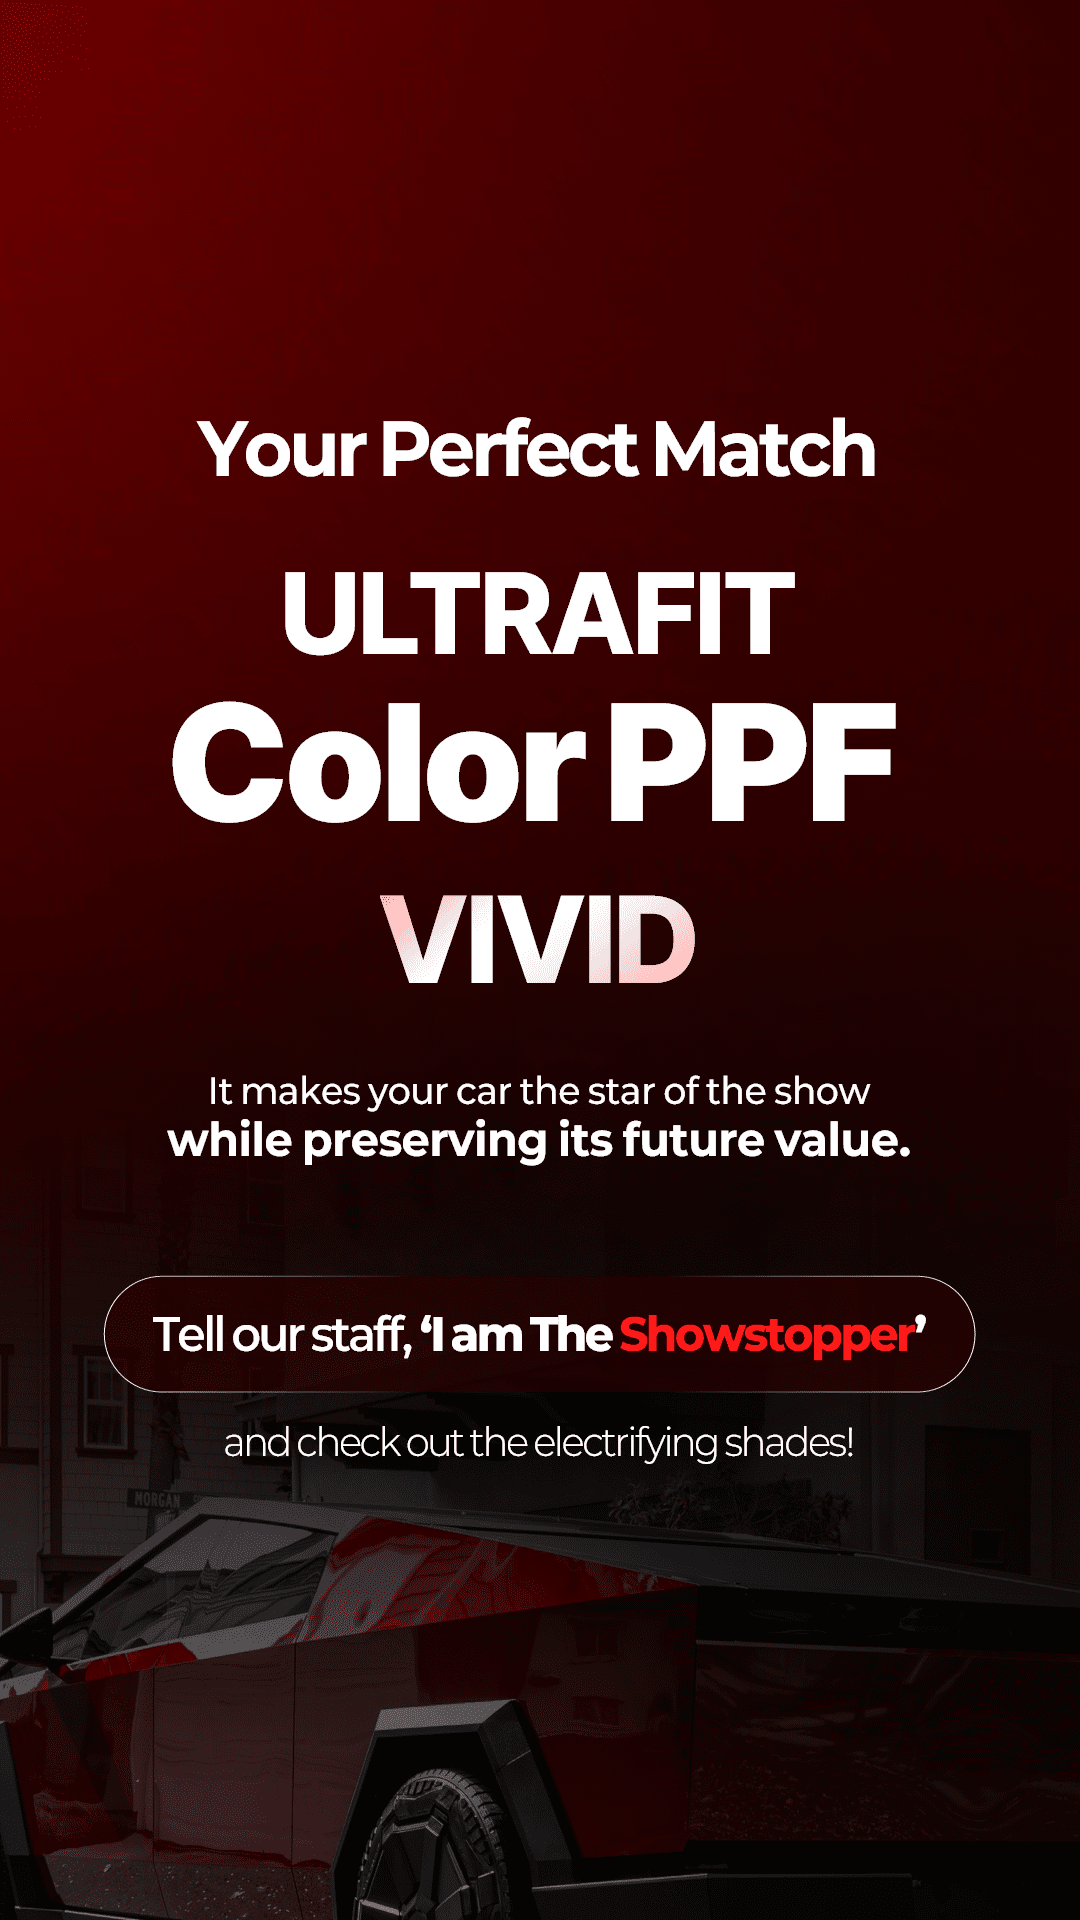 Your Perfect Match
ULTRAFIT
Color PPF
VIVID
It makes your car the star of the show
while preserving its future value.
Tell our staff, ‘I am The Showstopper’
and check out the electrifying shades!
MORGAN